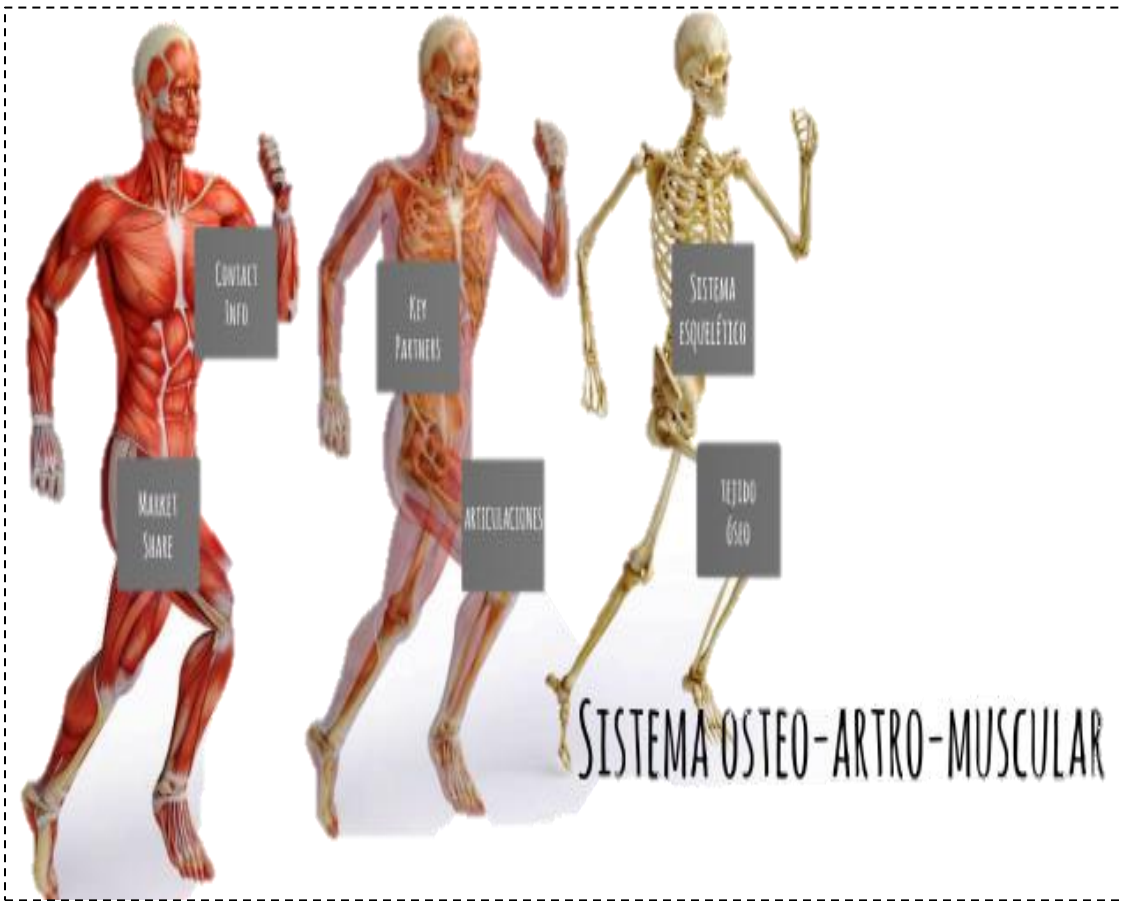 Contact
Info
Key
Partners
Sistema
esquelético
Market
Share
articulaciones
tejido
óseo
Sistema osteo-artro-muscular